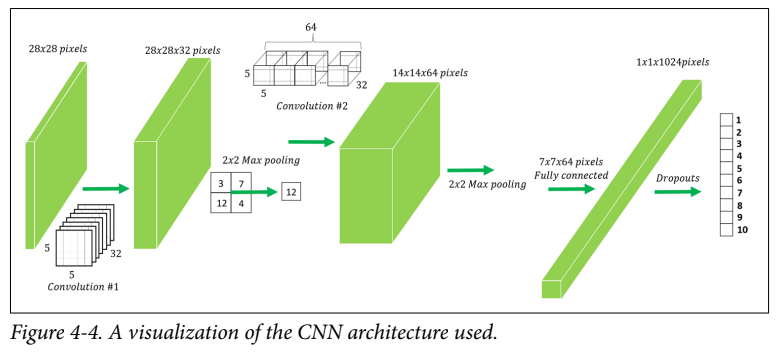 28x28 pixels
5
5
32
Convolution #1
28x28x32 pixels
2x2 Max pooling
3 7
12 4
12
64
5
5
...
32
Convolution #2
14x14x64 pixels
2x2 Max pooling
7x7x64 pixels
Fully connected
1x1x1024pixels
Dropouts
1
2
3
4
5
6
7
8
9
10
Figure 4-4. A visualization of the CNN architecture used.